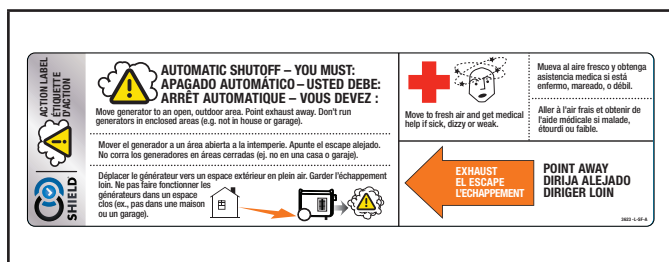 ACTION LABEL
ÉTIQUETTE
D'ACTION
SHIELD
AUTOMATIC SHUTOFF – YOU MUST:
APAGADO AUTOMÁTICO – USTED DEBE:
ARRÊT AUTOMATIQUE – VOUS DEVEZ :
Move generator to an open, outdoor area. Point exhaust away. Don't run
generators in enclosed areas (e.g. not in house or garage).
Mover el generador a un área abierta a la intemperie. Apunte el escape alejado.
No corra los generadores en áreas cerradas (ej. no en una casa o garaje).
Déplacer le générateur vers un espace extérieur en plein air. Garder l'échappement
loin. Ne pas faire fonctionner les
générateurs dans un espace
clos (ex., pas dans une maison
ou un garage).
Move to fresh air and get medical
help if sick, dizzy or weak.
Mueva al aire fresco y obtenga
asistencia medica si está
enfermo, mareado, o débil.
Aller à l'air frais et obtenir de
l'aide médicale si malade,
étourdi ou faible.
EXHAUST
EL ESCAPE
L'ECHAPPEMENT
POINT AWAY
DIRIJA ALEJADO
DIRIGER LOIN
2622-L-SF-A